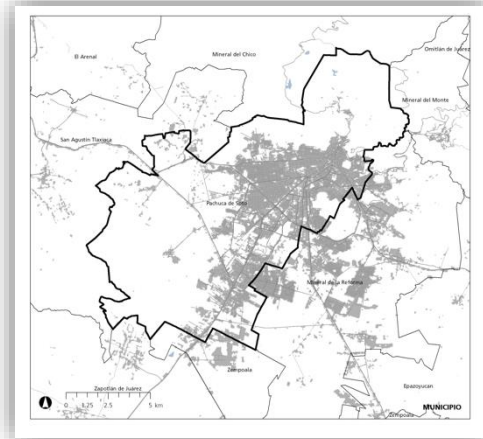 El Arenal
Mineral del Chico
Omitlán de Juárez
Mineral del Monte
San Agustín Tlaxiaca
Pachuca de Soto
Mineral de la Reforma
Zempoala
Zapotlán de Juárez
Epazoyucan
0 1.25 2.5 5 km
MUNICIPIO
Zempoala